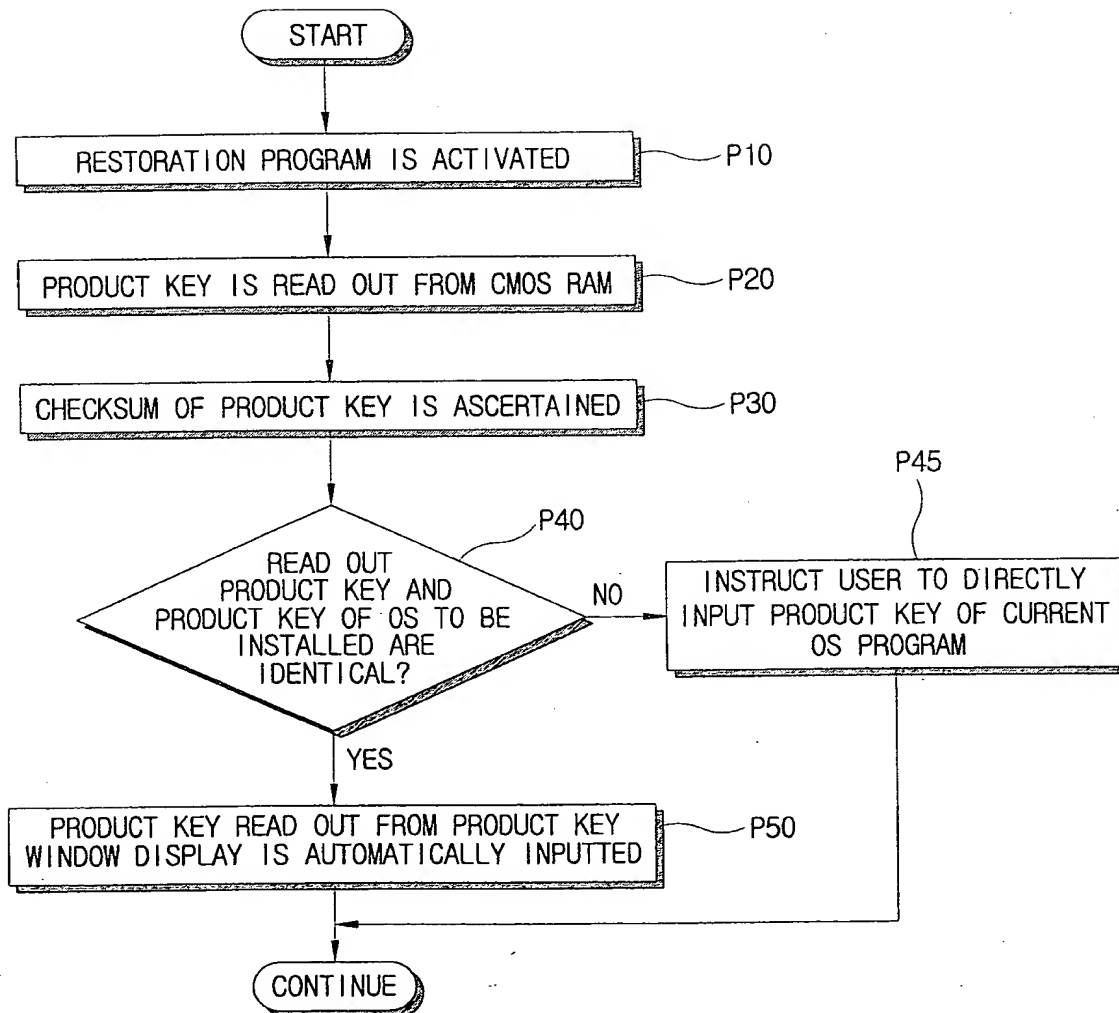 START
RESTORATION PROGRAM IS ACTIVATED
P10
PRODUCT KEY IS READ OUT FROM CMOS RAM
P20
CHECKSUM OF PRODUCT KEY IS ASCERTAINED
P30
P40
READ OUT
PRODUCT KEY AND
PRODUCT KEY OF OS TO BE
INSTALLED ARE
IDENTICAL?
NO
P45
INSTRUCT USER TO DIRECTLY
INPUT PRODUCT KEY OF CURRENT
OS PROGRAM
YES
PRODUCT KEY READ OUT FROM PRODUCT KEY
WINDOW DISPLAY IS AUTOMATICALLY INPUTTED
P50
CONTINUE